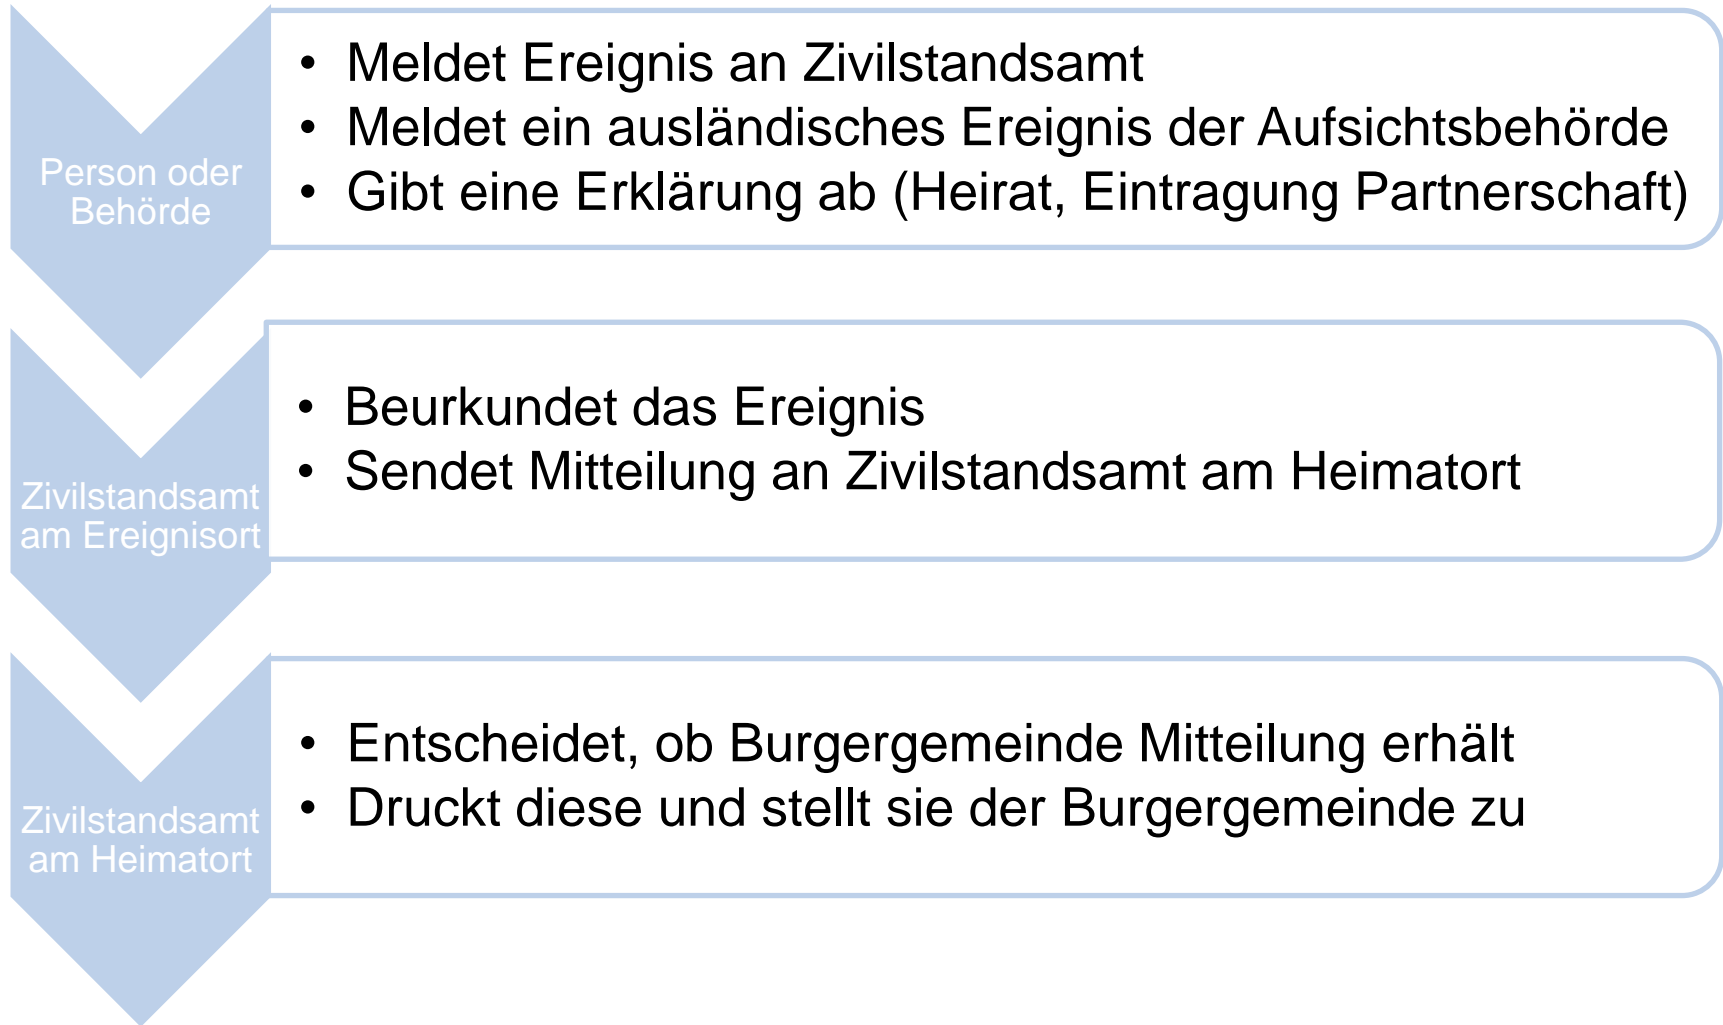 Person oder
Behörde
• Meldet Ereignis an Zivilstandsamt
• Meldet ein ausländisches Ereignis der Aufsichtsbehörde
• Gibt eine Erklärung ab (Heirat, Eintragung Partnerschaft)
Zivilstandsamt
am Ereignisort
• Beurkundet das Ereignis
• Sendet Mitteilung an Zivilstandsamt am Heimatort
Zivilstandsamt
am Heimatort
• Entscheidet, ob Burgergemeinde Mitteilung erhält
• Druckt diese und stellt sie der Burgergemeinde zu